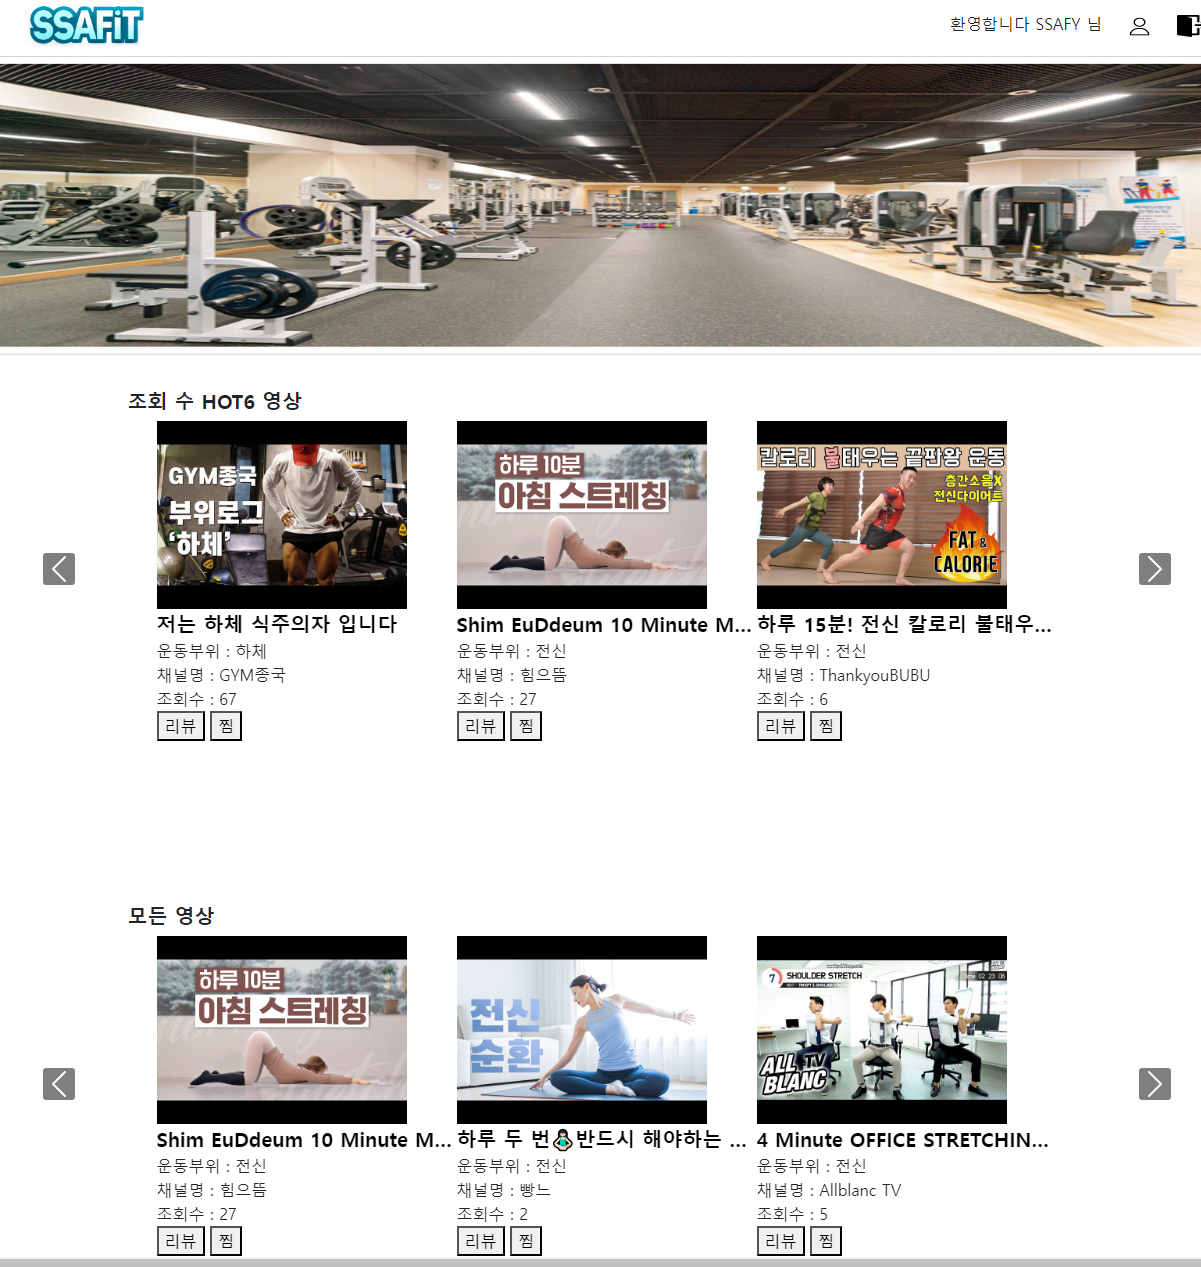 SSAFiT
환영합니다 SSAFY 님
조회 수 HOT6 영상
GYM종국
부위로그
'하체'
하루 10분
아침 스트레칭
칼로리 불태우는 끝판왕 운동
층간소음X
전신다이어트
FAT &
CALORIE
저는 하체 식주의자 입니다
Shim EuDdeum 10 Minute M...
하루 15분! 전신 칼로리 불태우...
운동부위 : 하체
운동부위 : 전신
운동부위 : 전신
채널명 : GYM종국
채널명 : 힘으뜸
채널명 : ThankyouBUBU
조회수 : 67
조회수 : 27
조회수 : 6
리뷰 찜
리뷰 찜
리뷰 찜
모든 영상
하루 10분
아침 스트레칭
전신
순환
7 SHOULDER STRETCH
Time 02 23 06
ALL TV
BLANC
Shim EuDdeum 10 Minute M...
하루 두 번🧘🏻‍♀️반드시 해야하는 ...
4 Minute OFFICE STRETCHIN...
운동부위 : 전신
운동부위 : 전신
운동부위 : 전신
채널명 : 힘으뜸
채널명 : 빵느
채널명 : Allblanc TV
조회수 : 27
조회수 : 2
조회수 : 5
리뷰 찜
리뷰 찜
리뷰 찜